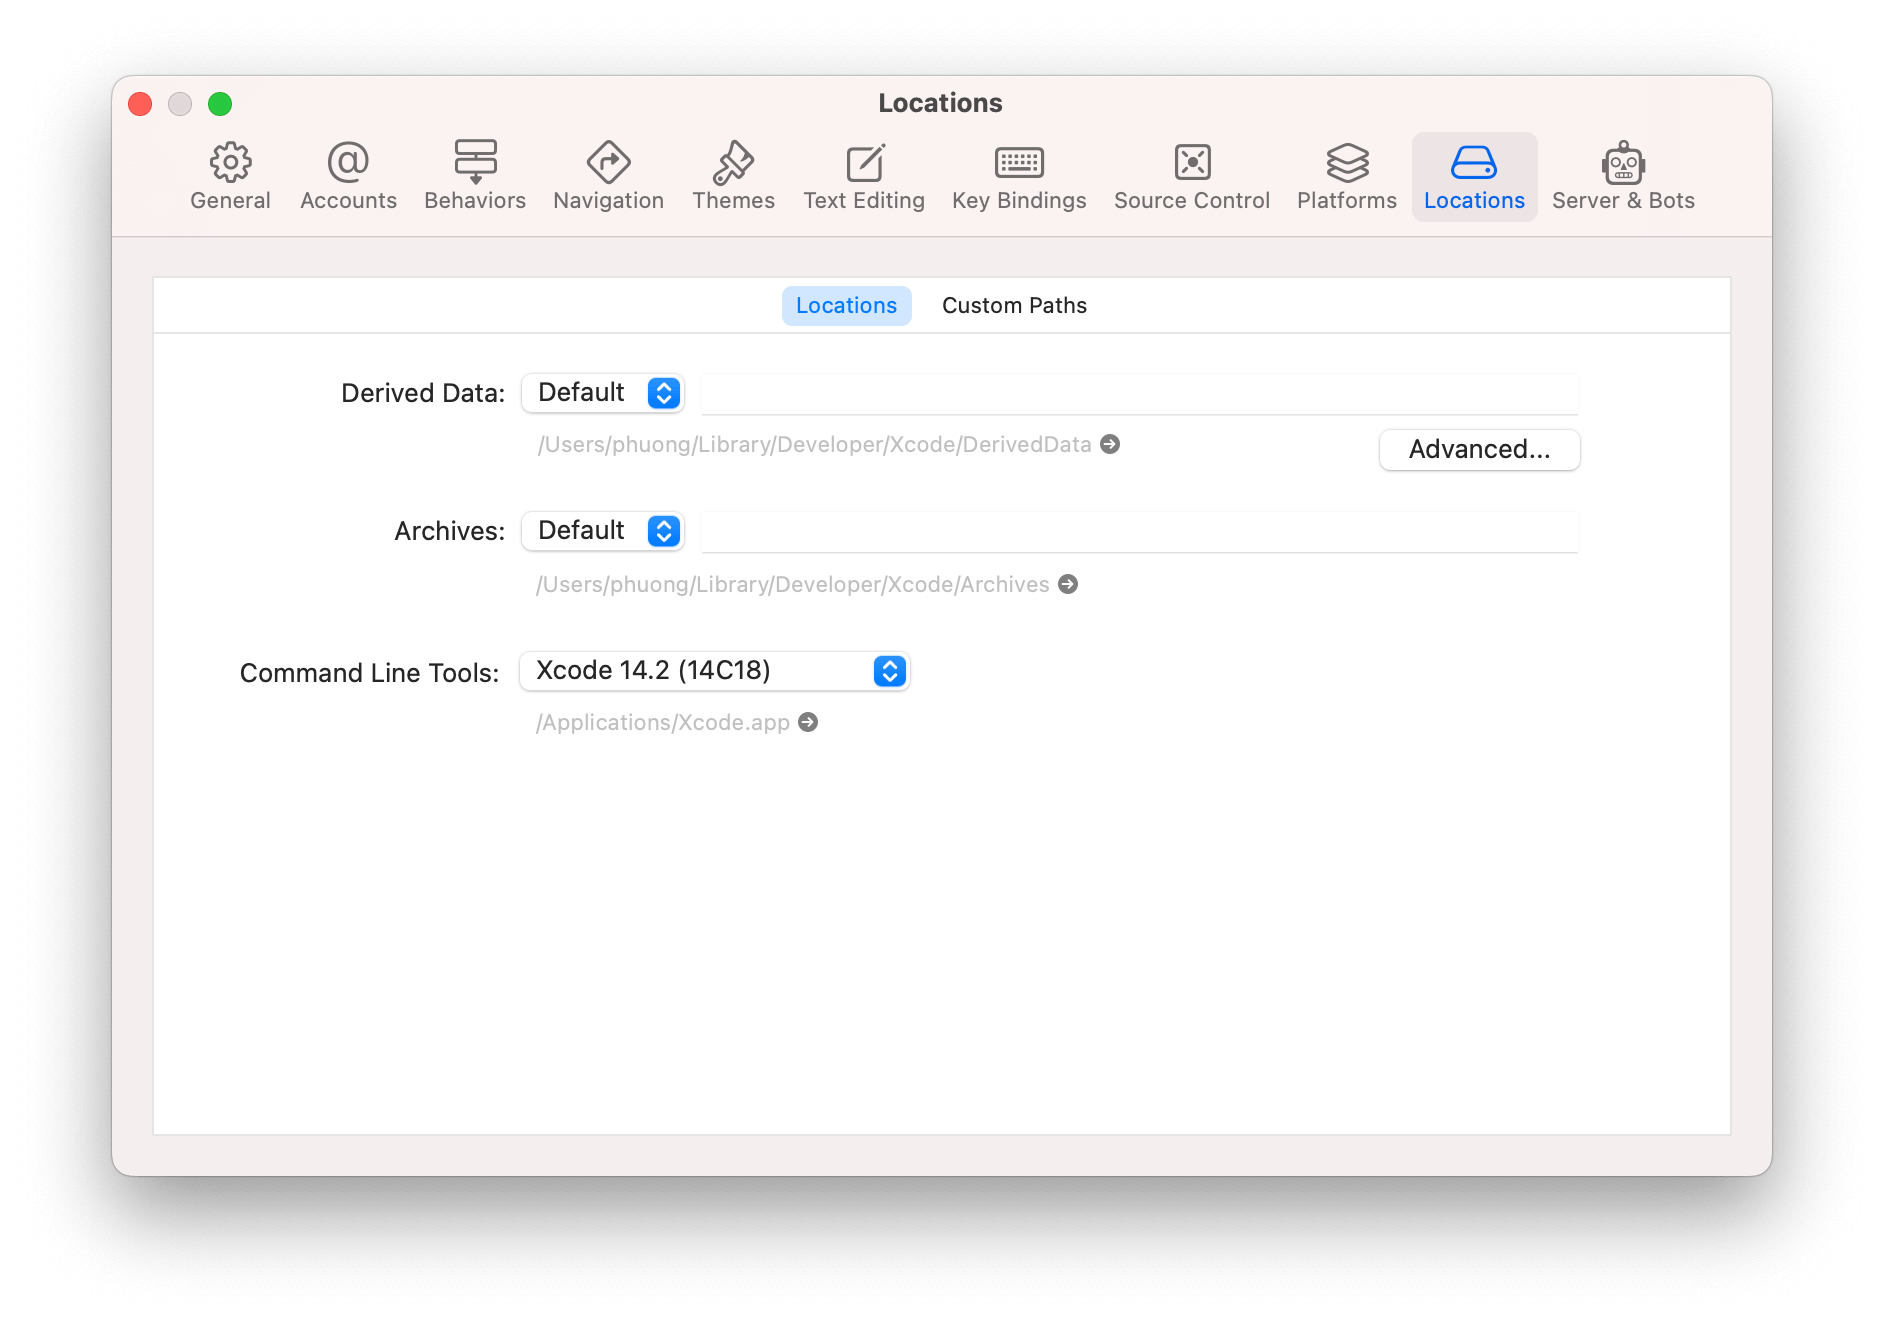 Locations
General Accounts Behaviors Navigation Themes Text Editing Key Bindings Source Control Platforms Locations Server & Bots
Locations Custom Paths
Derived Data: Default
/Users/phuong/Library/Developer/Xcode/DerivedData
Advanced...
Archives: Default
/Users/phuong/Library/Developer/Xcode/Archives
Command Line Tools: Xcode 14.2 (14C18)
/Applications/Xcode.app